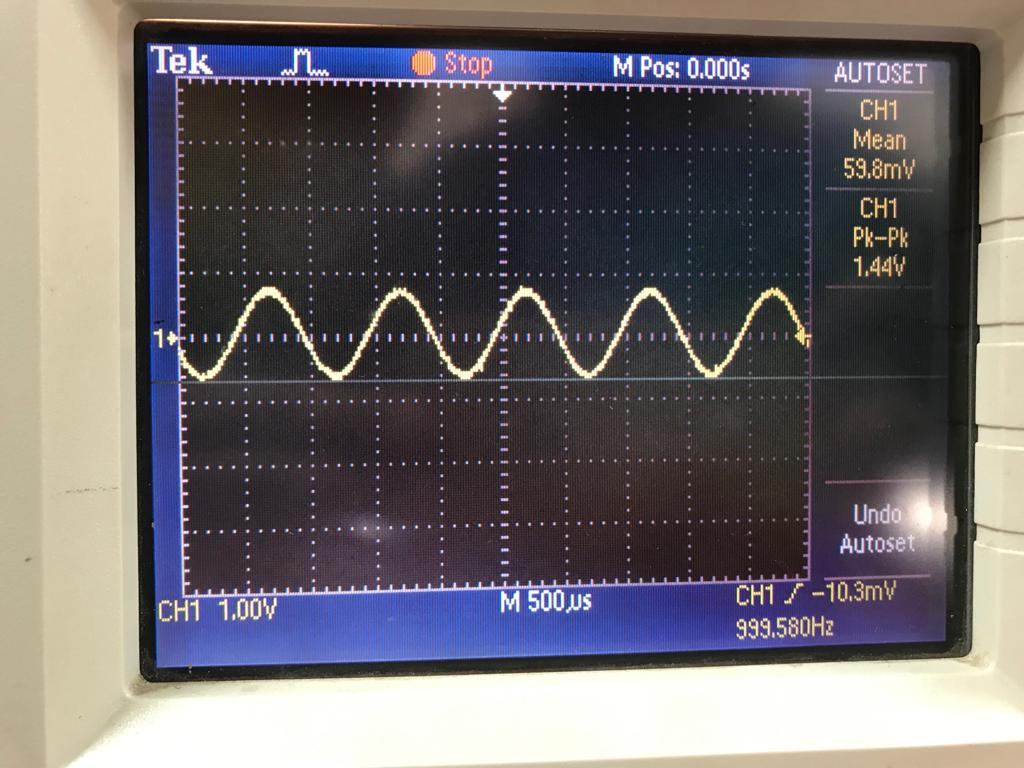 Tek Stop M Pos: 0.000s
AUTOSET
CH1
Mean
59.8mV
CH1
Pk-Pk
1.44V
1
Undo
Autoset
CH1 1.00V M 500µs CH1 -10.3mV
999.580Hz